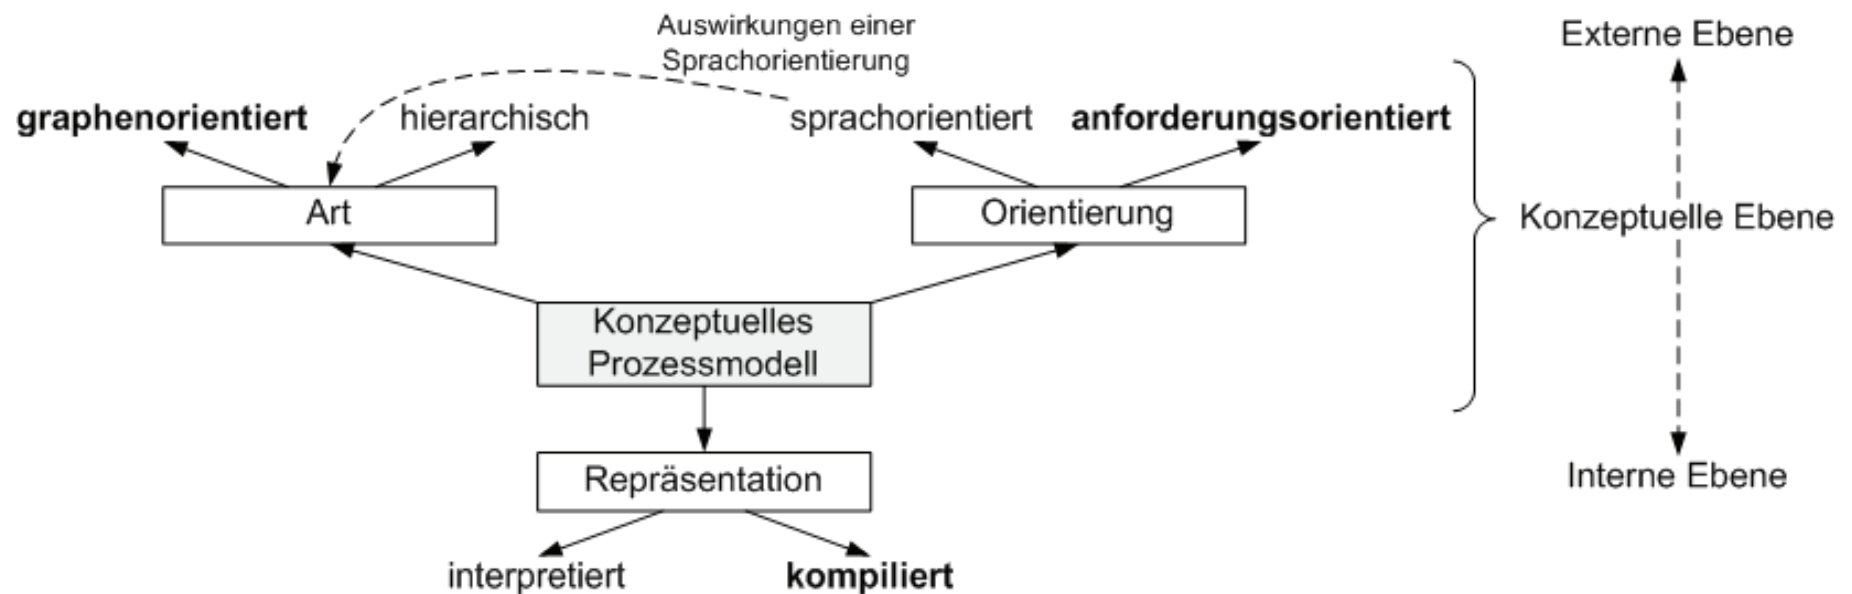 Auswirkungen einer
Sprachorientierung
Externe Ebene
graphenorientiert
hierarchisch
sprachorientiert
anforderungsorientiert
Art
Orientierung
Konzeptuelle Ebene
Konzeptuelles
Prozessmodell
Repräsentation
Interne Ebene
interpretiert
kompiliert